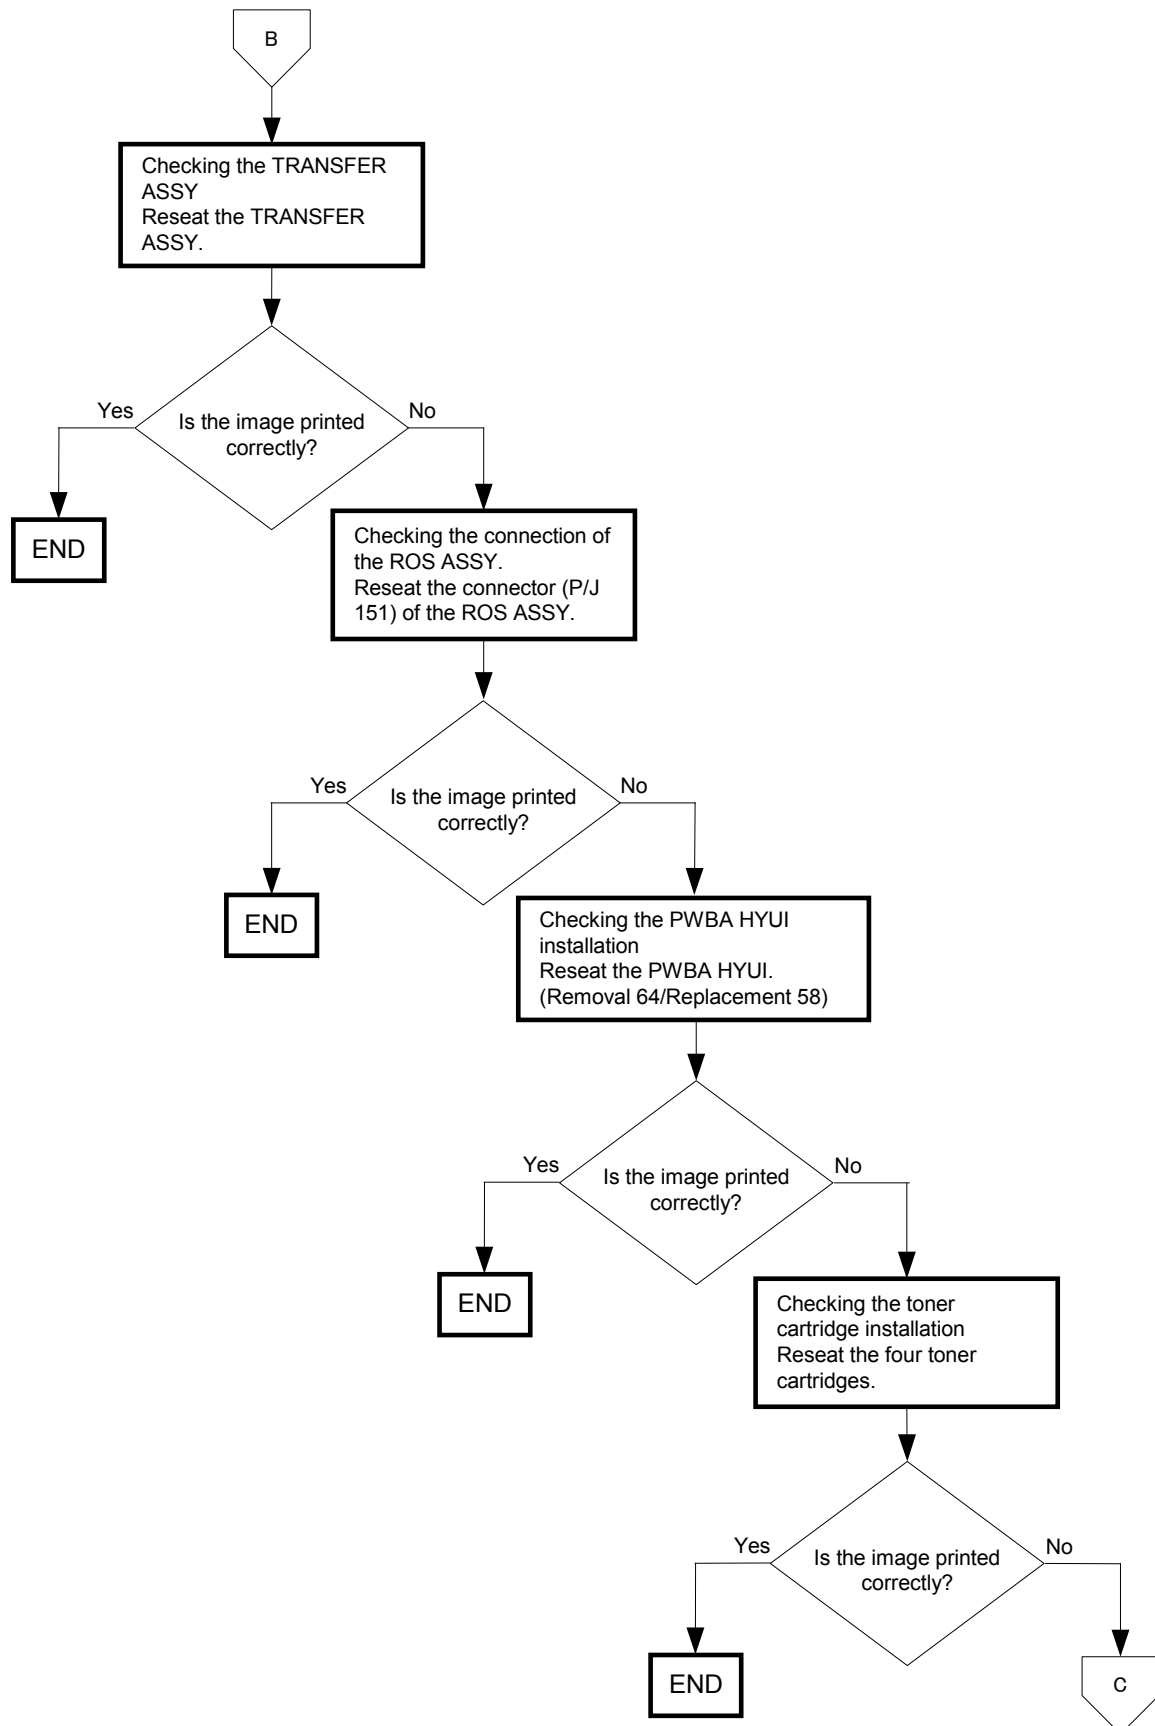 B
Checking the TRANSFER
ASSY
Reseat the TRANSFER
ASSY.
Yes
No
Is the image printed
correctly?
END
Checking the connection of
the ROS ASSY.
Reseat the connector (P/J
151) of the ROS ASSY.
Yes
No
Is the image printed
correctly?
END
Checking the PWBA HYUI
installation
Reseat the PWBA HYUI.
(Removal 64/Replacement 58)
Yes
No
Is the image printed
correctly?
END
Checking the toner
cartridge installation
Reseat the four toner
cartridges.
Yes
No
Is the image printed
correctly?
END
C